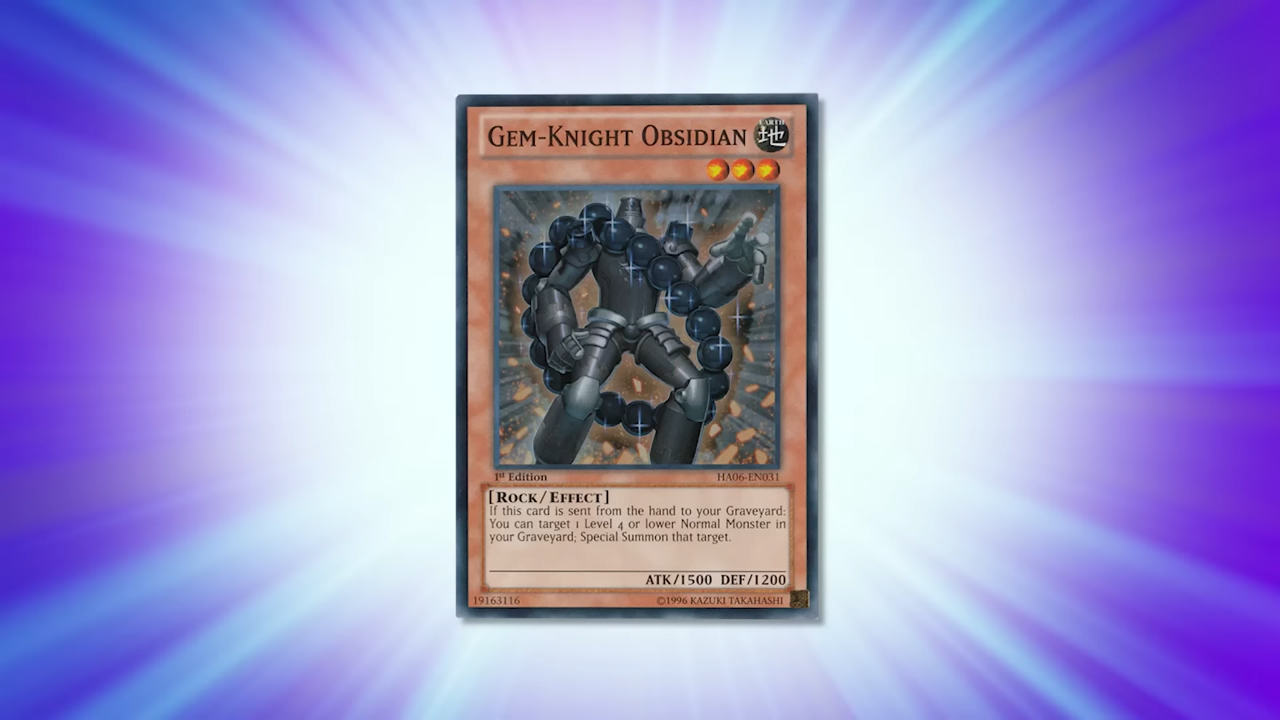 GEM-KNIGHT OBSIDIAN
EARTH
地
1st Edition
HA06-EN031
[ROCK/EFFECT]
If this card is sent from the hand to your Graveyard:
You can target 1 Level 4 or lower Normal Monster in
your Graveyard; Special Summon that target.
ATK/1500 DEF/1200
19163116
©1996 KAZUKI TAKAHASHI